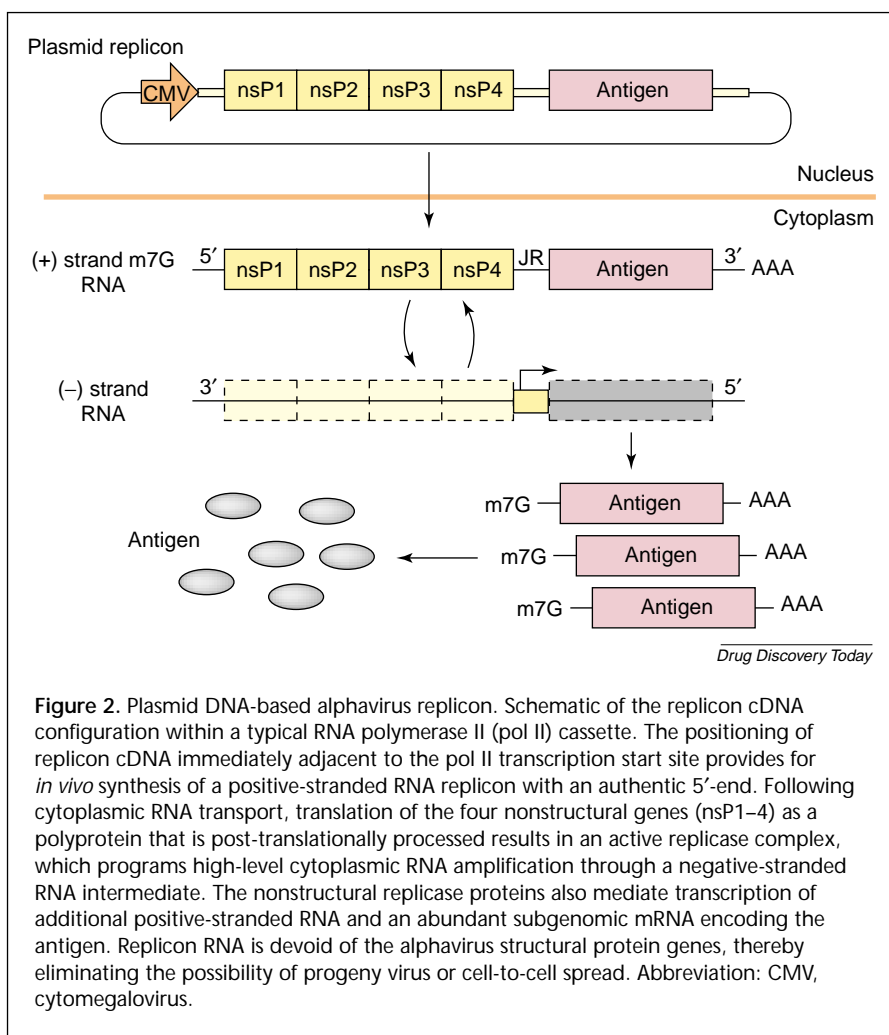 Plasmid replicon
CMV nsP1 nsP2 nsP3 nsP4 Antigen
Nucleus
Cytoplasm
(+) strand m7G
RNA
5′ nsP1 nsP2 nsP3 nsP4 JR Antigen 3′ AAA
(–) strand
RNA
3′ 5′
m7G Antigen AAA
m7G Antigen AAA
m7G Antigen AAA
Antigen
Drug Discovery Today
Figure 2. Plasmid DNA-based alphavirus replicon. Schematic of the replicon cDNA
configuration within a typical RNA polymerase II (pol II) cassette. The positioning of
replicon cDNA immediately adjacent to the pol II transcription start site provides for
in vivo synthesis of a positive-stranded RNA replicon with an authentic 5′-end. Following
cytoplasmic RNA transport, translation of the four nonstructural genes (nsP1–4) as a
polyprotein that is post-translationally processed results in an active replicase complex,
which programs high-level cytoplasmic RNA amplification through a negative-stranded
RNA intermediate. The nonstructural replicase proteins also mediate transcription of
additional positive-stranded RNA and an abundant subgenomic mRNA encoding the
antigen. Replicon RNA is devoid of the alphavirus structural protein genes, thereby
eliminating the possibility of progeny virus or cell-to-cell spread. Abbreviation: CMV,
cytomegalovirus.